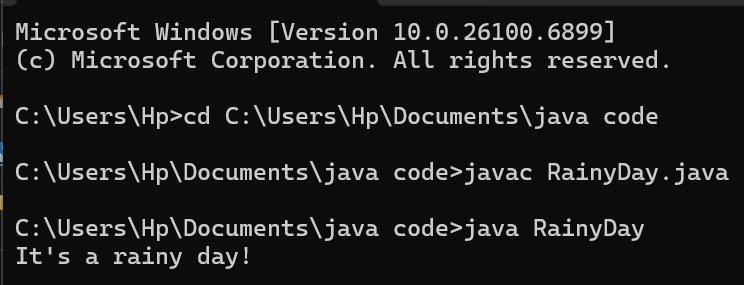 Microsoft Windows [Version 10.0.26100.6899]
(c) Microsoft Corporation. All rights reserved.
C:\Users\Hp>cd C:\Users\Hp\Documents\java code
C:\Users\Hp\Documents\java code>javac RainyDay.java
C:\Users\Hp\Documents\java code>java RainyDay
It's a rainy day!